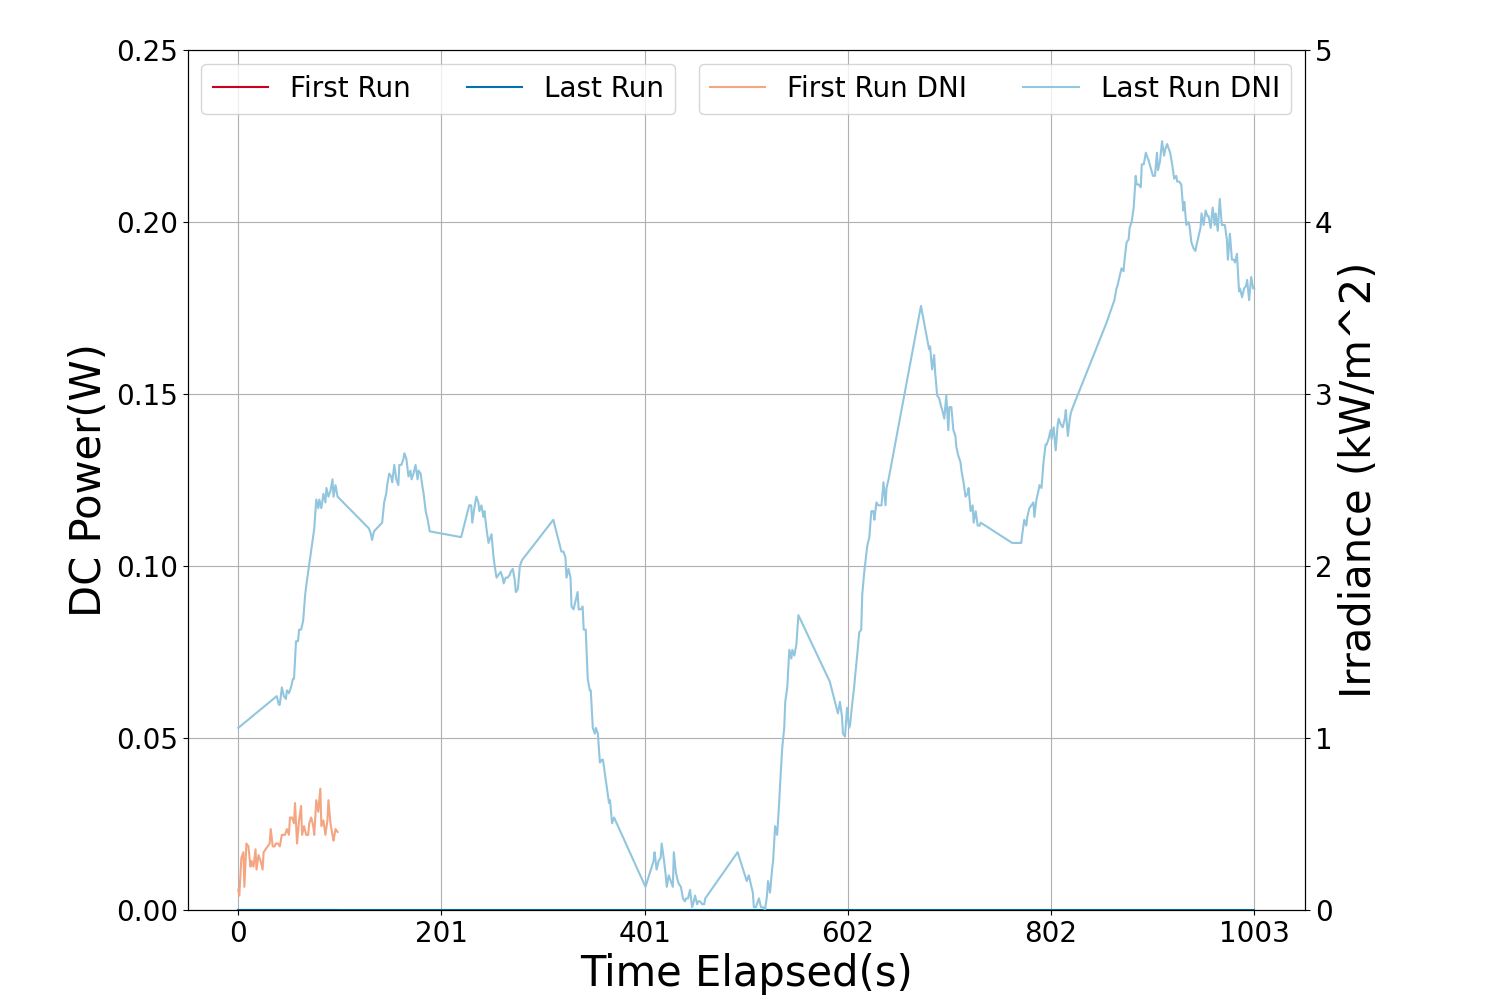 First Run
Last Run
First Run DNI
Last Run DNI
DC Power(W)
0.25
0.20
0.15
0.10
0.05
0.00
5
4
3
2
1
0
Irradiance (kW/m^2)
0 201 401 602 802 1003
Time Elapsed(s)